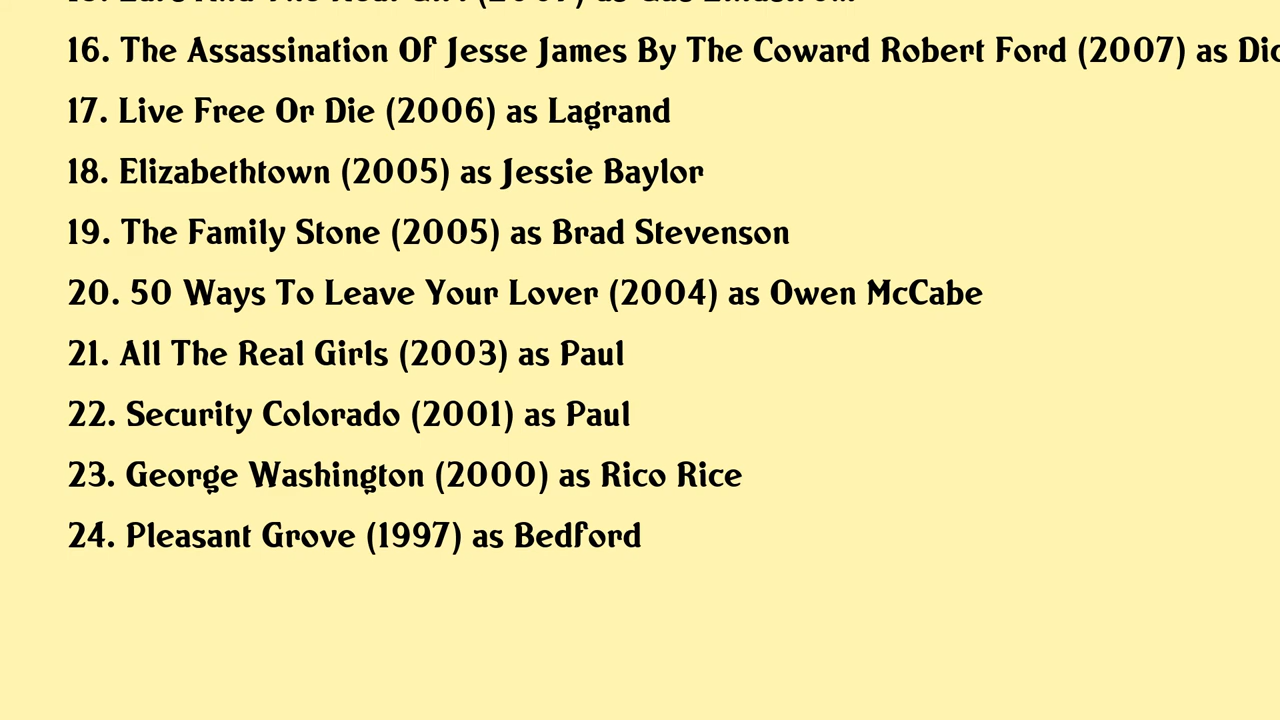 16. The Assassination Of Jesse James By The Coward Robert Ford (2007) as
17. Live Free Or Die (2006) as Lagrand
18. Elizabethtown (2005) as Jessie Baylor
19. The Family Stone (2005) as Brad Stevenson
20. 50 Ways To Leave Your Lover (2004) as Owen McCabe
21. All The Real Girls (2003) as Paul
22. Security Colorado (2001) as Paul
23. George Washington (2000) as Rico Rice
24. Pleasant Grove (1997) as Bedford